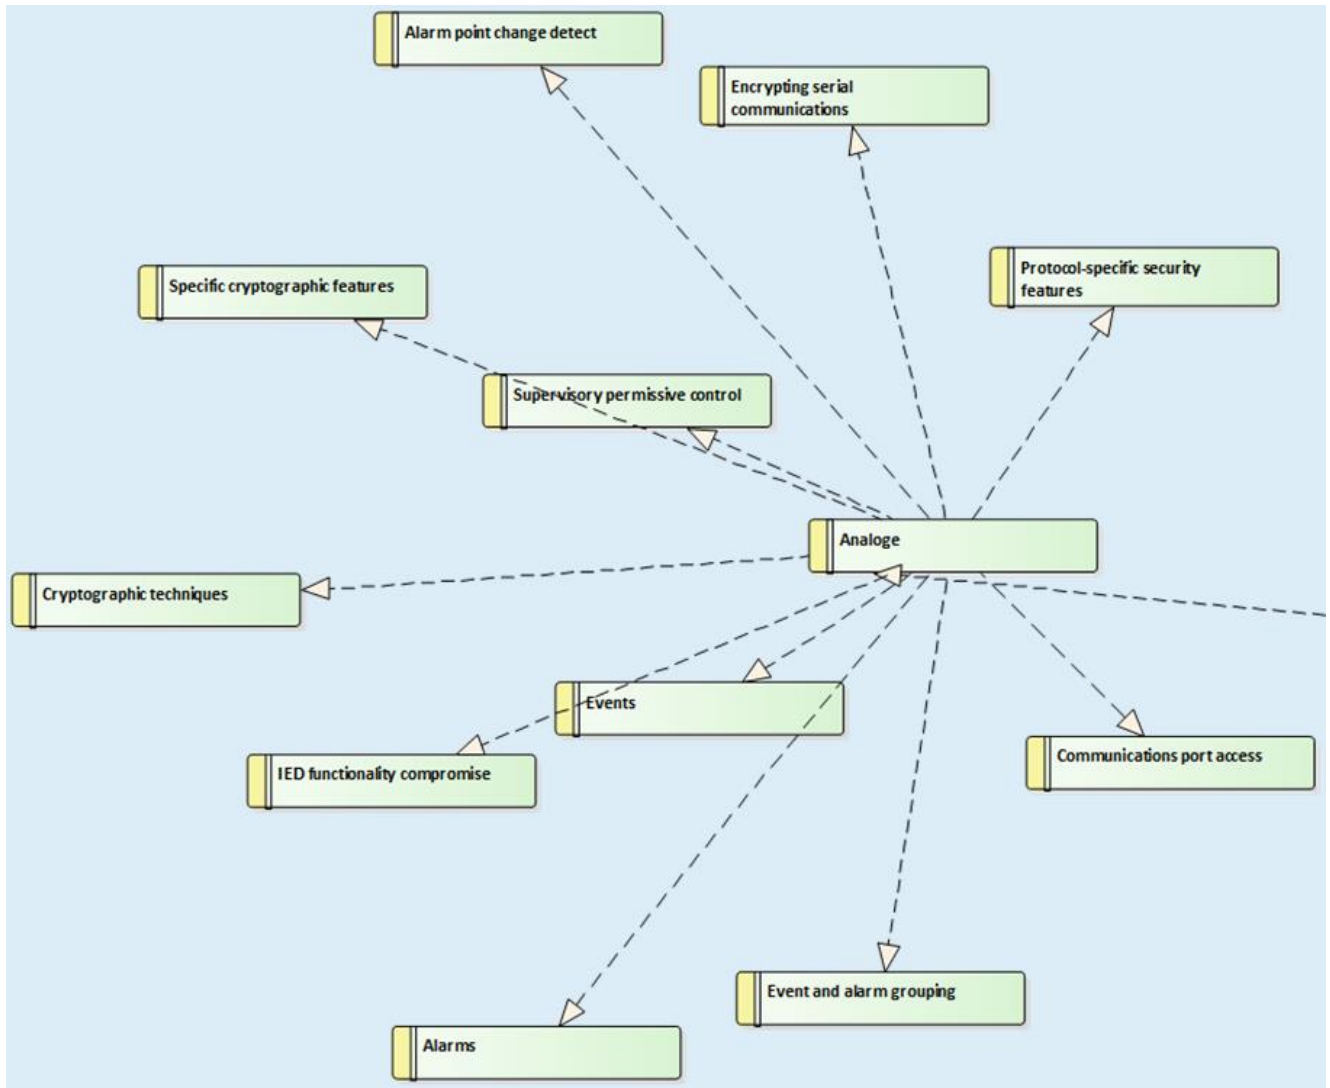 Alarm point change detect
Encrypting serial
communications
Protocol-specific security
features
Specific cryptographic features
Supervisory permissive control
Analoge
Cryptographic techniques
Events
IED functionality compromise
Communications port access
Event and alarm grouping
Alarms